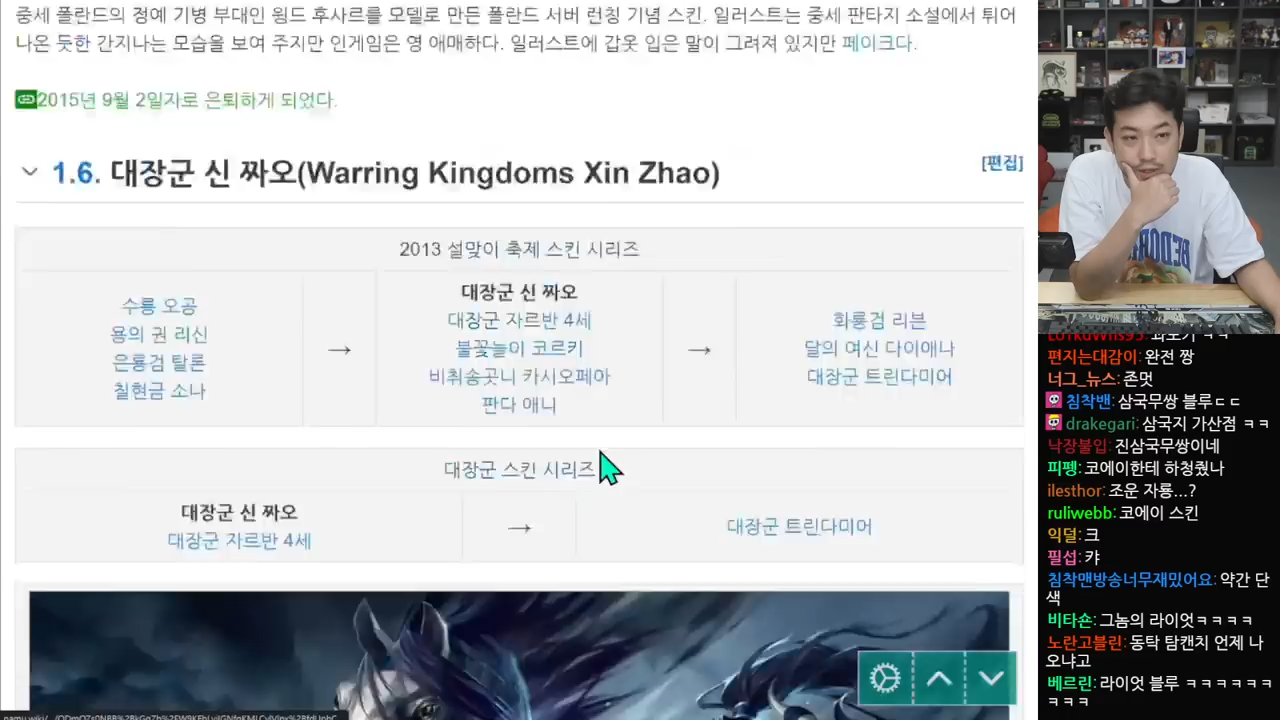 중세 폴란드의 정예 기병 부대인 윙드 후사르를 모델로 만든 폴란드 서버 런칭 기념 스킨. 일러스트는 중세 판타지 소설에서 튀어
나온 듯한 간지나는 모습을 보여 주지만 인게임은 영 애매하다. 일러스트에 갑옷 입은 말이 그려져 있지만 페이크다.
2015년 9월 2일자로 은퇴하게 되었다.
1.6. 대장군 신 짜오(Warring Kingdoms Xin Zhao)
[편집]
2013 설맞이 축제 스킨 시리즈
수룡 오공
용의 권 리신
은룡검 탈론
칠현금 소나
→
대장군 신 짜오
대장군 자르반 4세
불꽃놀이 코르키
비취송곳니 카시오페아
판다 애니
→
화룡검 리븐
달의 여신 다이애나
대장군 트린다미어
대장군 스킨 시리즈
대장군 신 짜오
대장군 자르반 4세
→
대장군 트린다미어
편지는대감이: 완전 짱
너그_뉴스: 존멋
침착밴: 삼국무쌍 블루ㄷㄷ
drakegari: 삼국지 가산점 ㅋㅋ
낙장불입: 진삼국무쌍이네
피펭: 코에이한테 하청줬나
ilesthor: 조운 자룡...?
ruliwebb: 코에이 스킨
익덜: 크
필섭: 캬
침착맨방송너무재밌어요: 약간 단
색
비타숀: 그놈의 라이엇ㅋㅋㅋㅋ
노란고블린: 동탁 탐캔치 언제 나
오냐고
베르린: 라이엇 블루 ㅋㅋㅋㅋㅋㅋ
ㅋㅋㅋ